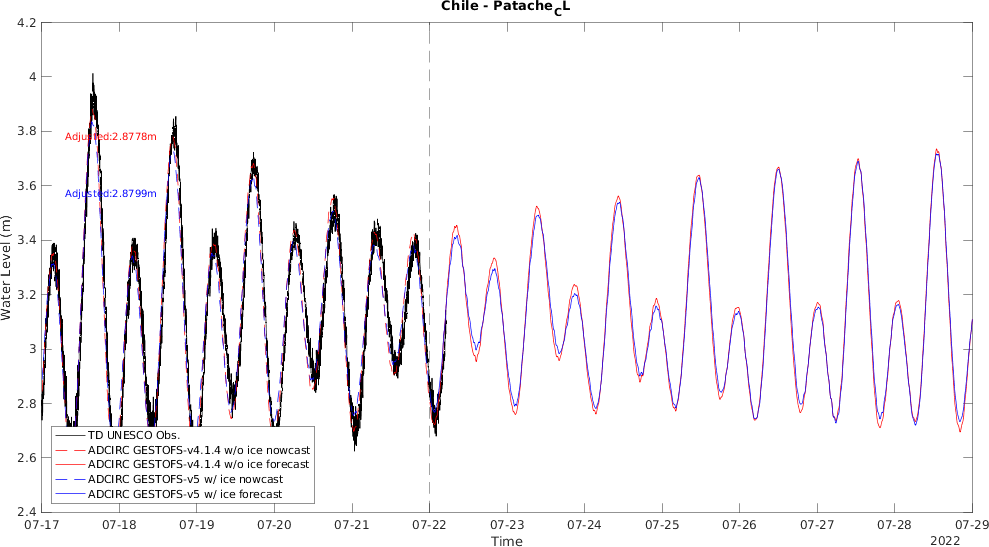 Chile - Patache_CL
4.2
4
3.8
3.6
3.4
3.2
3
2.8
2.6
2.4
Water Level (m)
Adjusted:2.8778m
Adjusted:2.8799m
TD UNESCO Obs.
ADCIRC GESTOFS-v4.1.4 w/o ice nowcast
ADCIRC GESTOFS-v4.1.4 w/o ice forecast
ADCIRC GESTOFS-v5 w/ ice nowcast
ADCIRC GESTOFS-v5 w/ ice forecast
07-17 07-18 07-19 07-20 07-21 07-22 07-23 07-24 07-25 07-26 07-27 07-28 07-29
Time
2022